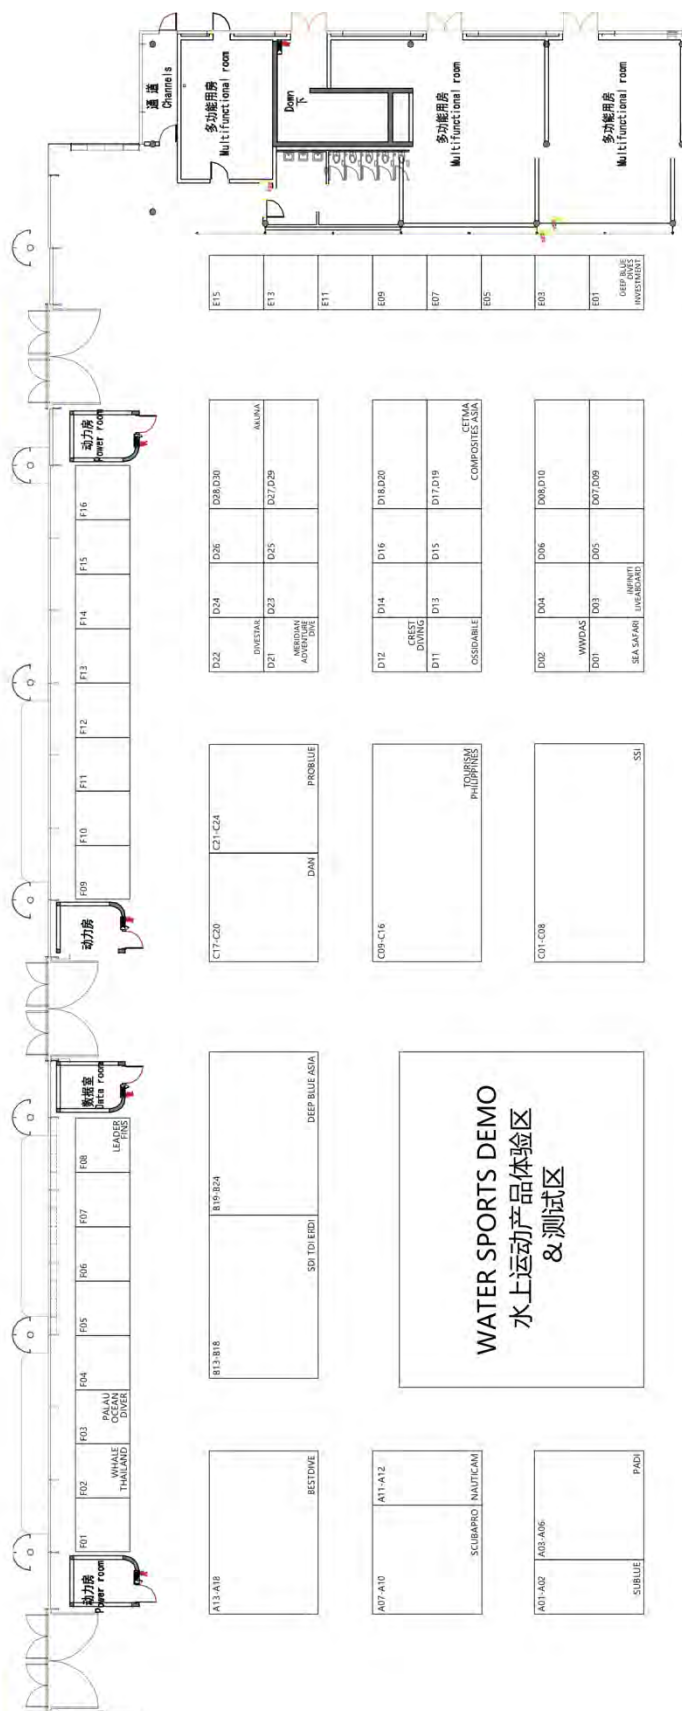 通道
Channels
多功能用房
Multifunctional room
Down
下
多功能用房
Multifunctional room
多功能用房
Multifunctional room
E15
E13
E11
E09
E07
E05
E03
E01
DEEP BLUE
DIVES
INVESTMENT
动力房
Power room
F16
F15
F14
F13
F12
F11
F10
F09
动力房
D28,D30
AKUNA
D27,D29
D26
D25
D24
D23
D22
DIVESTAR
D21
MERIDIAN
ADVENTURE
DIVE
D18,D20
D17,D19
CETMA
COMPOSITES ASIA
D16
D15
D14
D13
D12
CREST
DIVING
D11
OSSIDABILE
D08,D10
D07,D09
D06
D05
D04
D03
INFINITI
LIVEABOARD
D02
WWDAS
D01
SEA SAFARI
C21-C24
PROBLUE
C17-C20
DAN
C09-C16
TOURISM
PHILIPPINES
C01-C08
SSI
数据室
Data room
F08
LEADER
FINS
F07
F06
F05
F04
F03
PALAU
OCEAN
DIVER
F02
WHALE
THAILAND
F01
动力房
Power room
B19-B24
DEEP BLUE ASIA
B13-B18
SDI TDI ERDI
WATER SPORTS DEMO
水上运动产品体验区
& 测试区
A13-A18
BESTDIVE
A11-A12
NAUTICAM
A07-A10
SCUBAPRO
A03-A06
PADI
A01-A02
SUBLUE